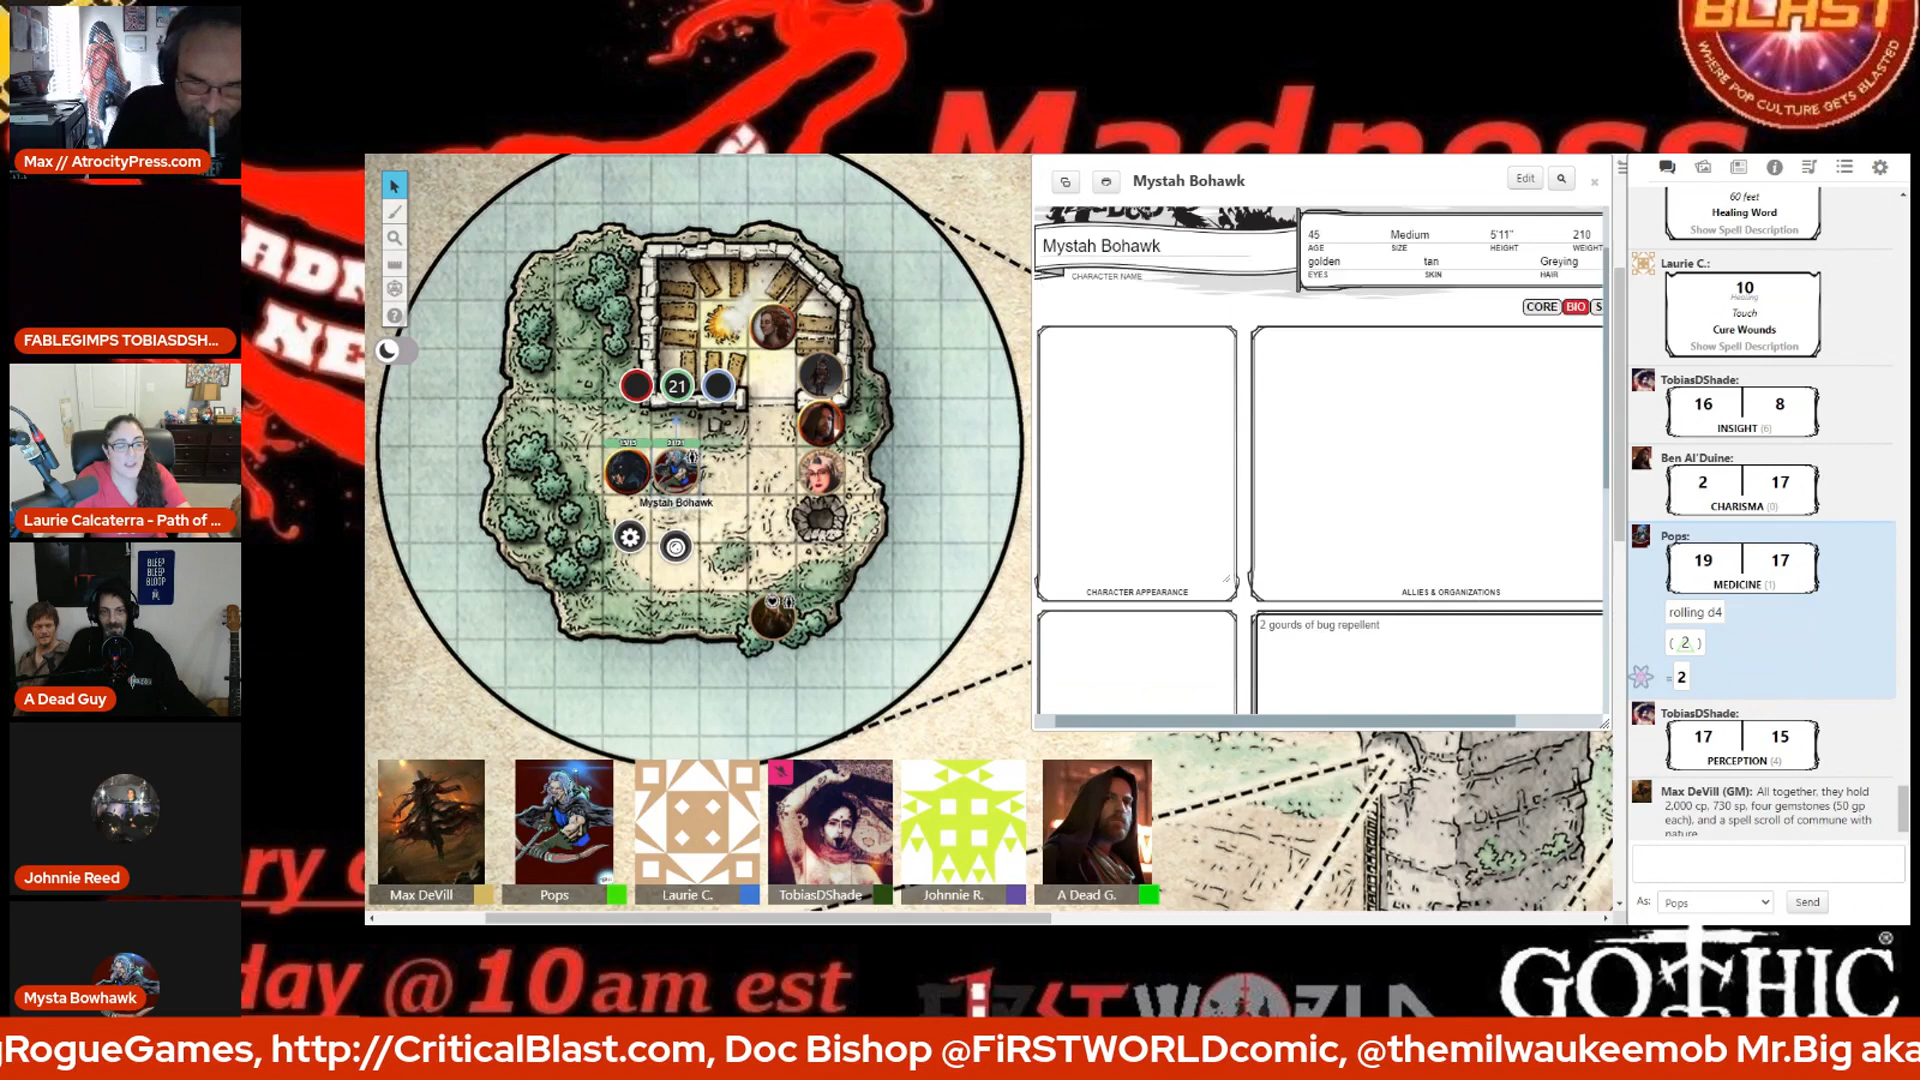 BLAST
WHERE POP CULTURE GETS BLASTED
Madness
Max // AtrocityPress.com
FABLEGIMPS TOBIASDSH...
Laurie Calcaterra - Path of ...
BLEEP
BLEEP
BLOOP
A Dead Guy
Johnnie Reed
Mysta Bowhawk
21
Mystah Bohawk
Mystah Bohawk
Edit
Mystah Bohawk
CHARACTER NAME
45 Medium 5'11" 210
AGE SIZE HEIGHT WEIGHT
golden tan Greying
EYES SKIN HAIR
CORE BIO S
CHARACTER APPEARANCE
ALLIES & ORGANIZATIONS
2 gourds of bug repellent
Max DeVill
Pops
Laurie C.
TobiasDShade
Johnnie R.
A Dead G.
60 feet
Healing Word
Show Spell Description
Laurie C.:
10
Healing
Touch
Cure Wounds
Show Spell Description
TobiasDShade:
16 8
INSIGHT (6)
Ben Al'Duine:
2 17
CHARISMA (0)
Pops:
19 17
MEDICINE (1)
rolling d4
( 2 )
= 2
TobiasDShade:
17 15
PERCEPTION (4)
Max DeVill (GM): All together, they hold
2,000 cp, 730 sp, four gemstones (50 gp
each), and a spell scroll of commune with
nature
As: Pops Send
day @ 10 am est
GOTHIC
gRogueGames, http://CriticalBlast.com, Doc Bishop @FiRSTWORLDcomic, @themilwaukeemob Mr.Big aka